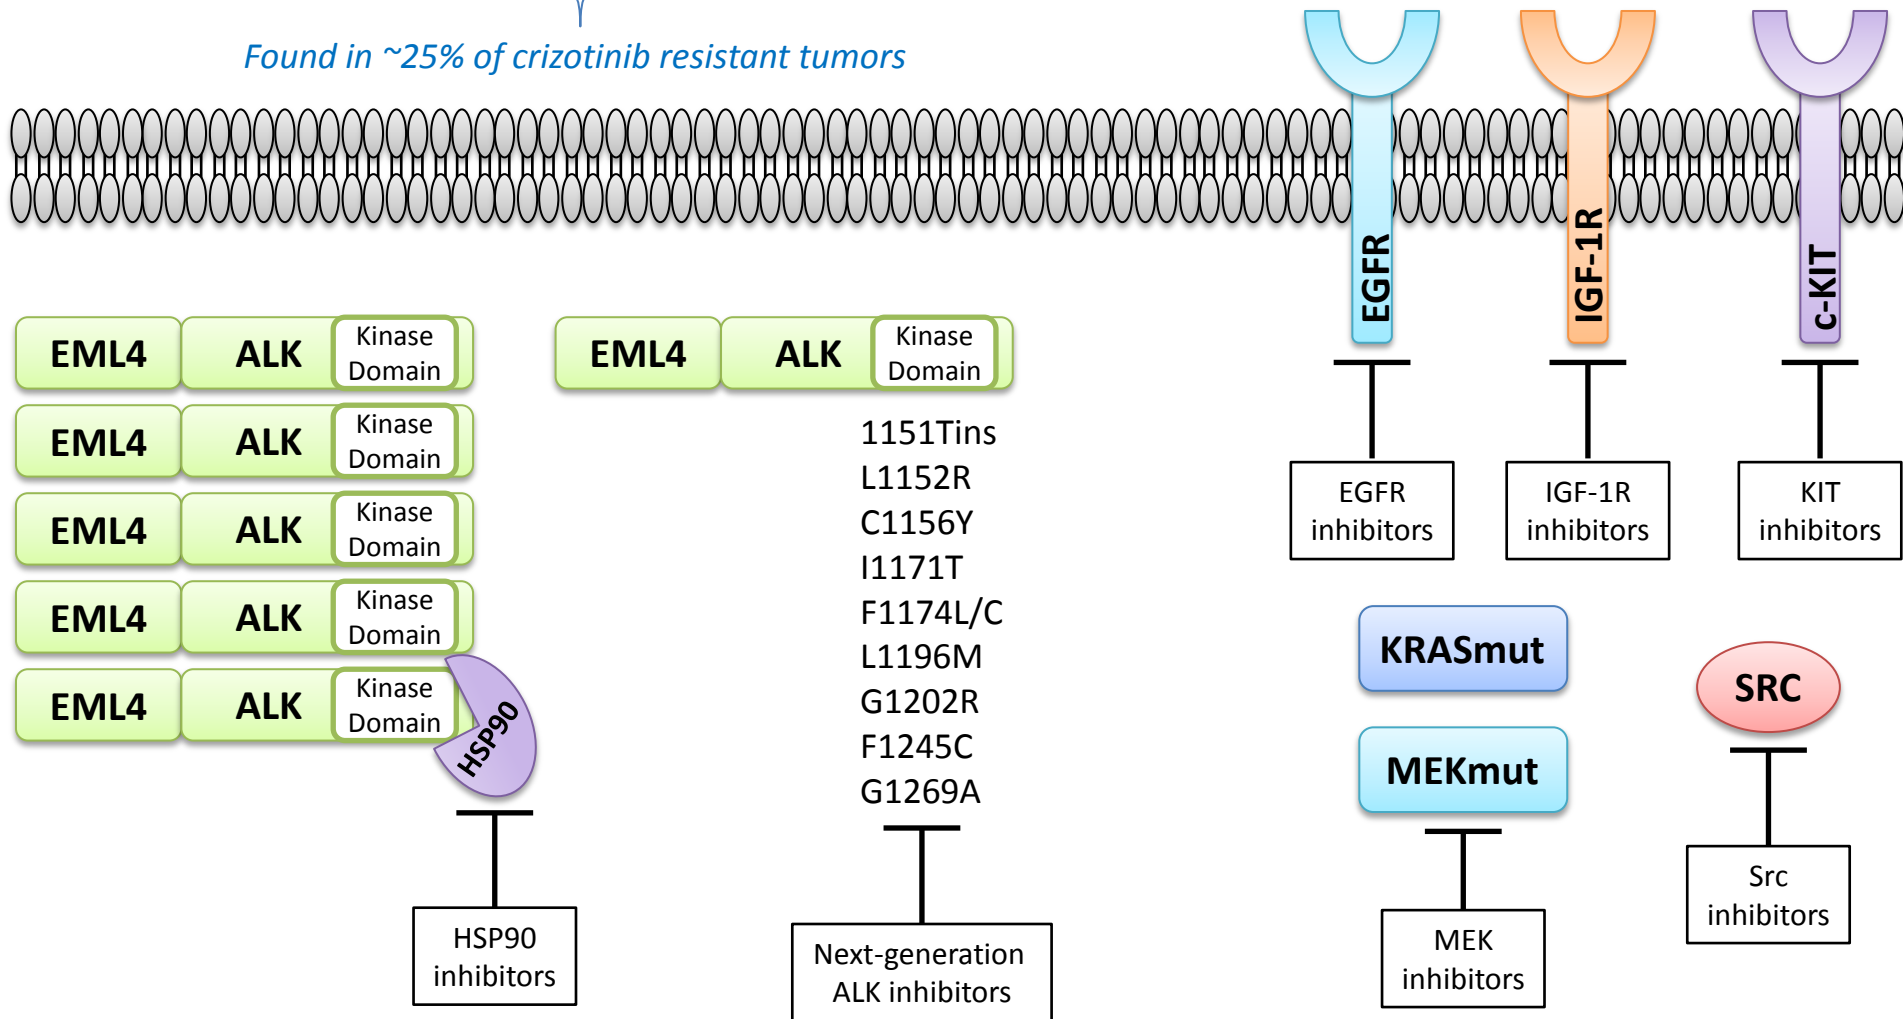 Found in ~25% of crizotinib resistant tumors
EGFR
IGF-1R
c-KIT
EML4 ALK Kinase
Domain
EML4 ALK Kinase
Domain
EML4 ALK Kinase
Domain
EML4 ALK Kinase
Domain
EML4 ALK Kinase
Domain
HSP90
HSP90
inhibitors
EML4 ALK Kinase
Domain
1151Tins
L1152R
C1156Y
I1171T
F1174L/C
L1196M
G1202R
F1245C
G1269A
Next-generation
ALK inhibitors
EGFR
inhibitors
IGF-1R
inhibitors
KIT
inhibitors
KRASmut
MEKmut
MEK
inhibitors
SRC
Src
inhibitors